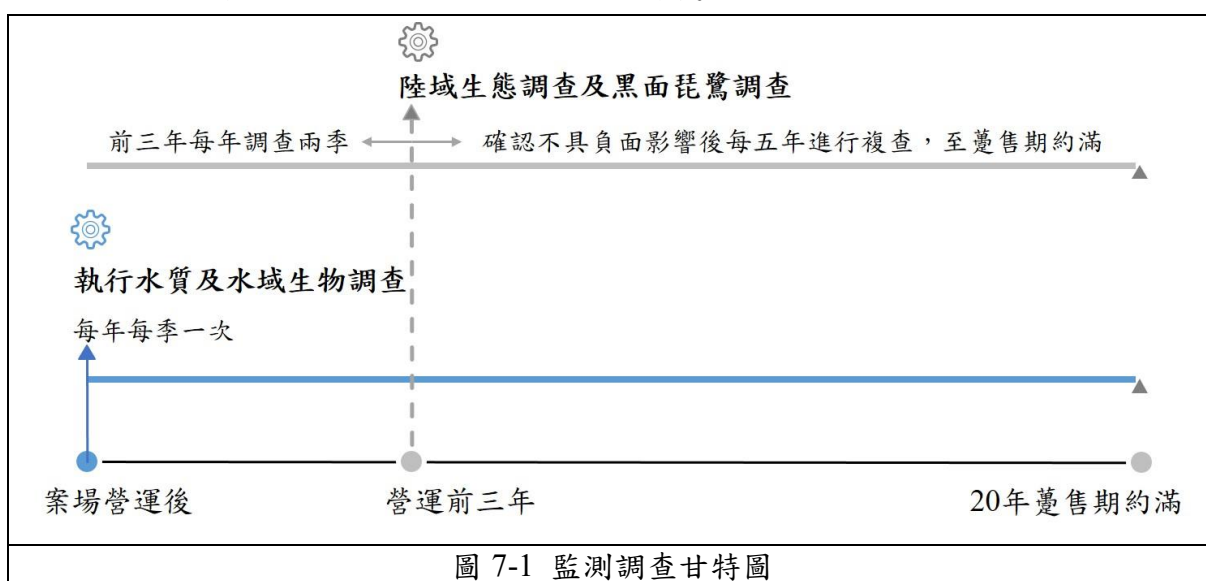 陸域生態調查及黑面琵鷺調查
前三年每年調查兩季
確認不具負面影響後每五年進行複查，至躉售期約滿
執行水質及水域生物調查
每年每季一次
案場營運後
營運前三年
20年躉售期約滿
圖 7-1 監測調查甘特圖